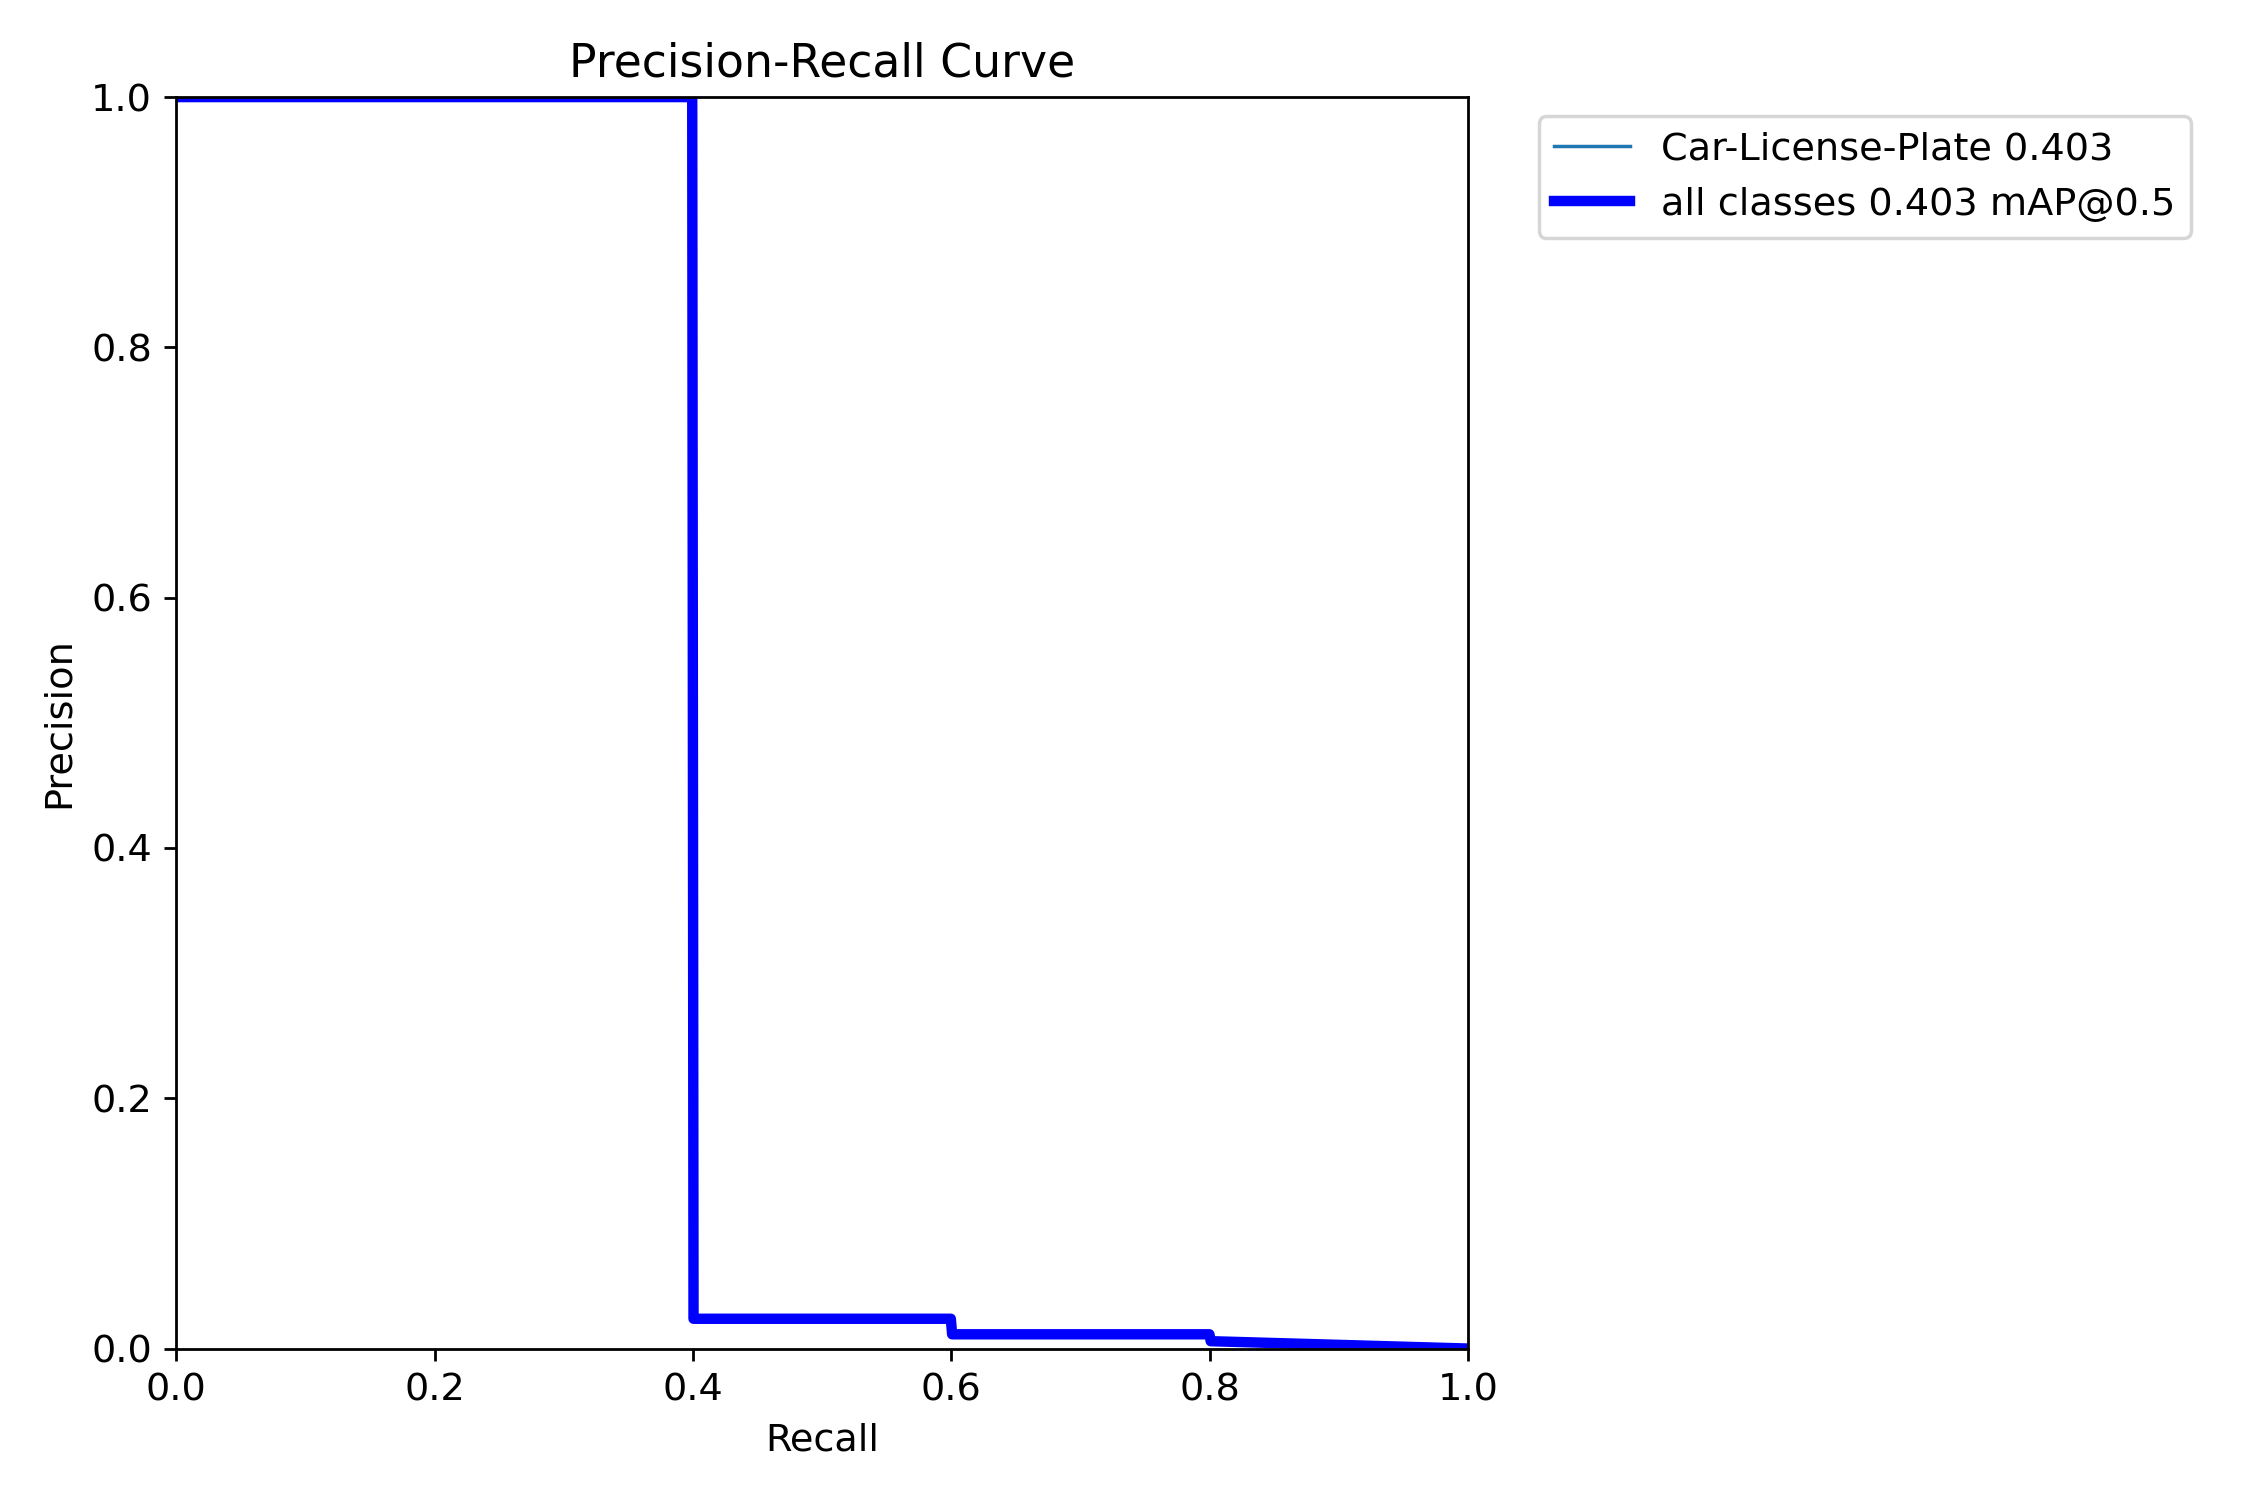 Precision-Recall Curve
Car-License-Plate 0.403
all classes 0.403 mAP@0.5
Precision
1.0
0.8
0.6
0.4
0.2
0.0
0.0 0.2 0.4 0.6 0.8 1.0
Recall